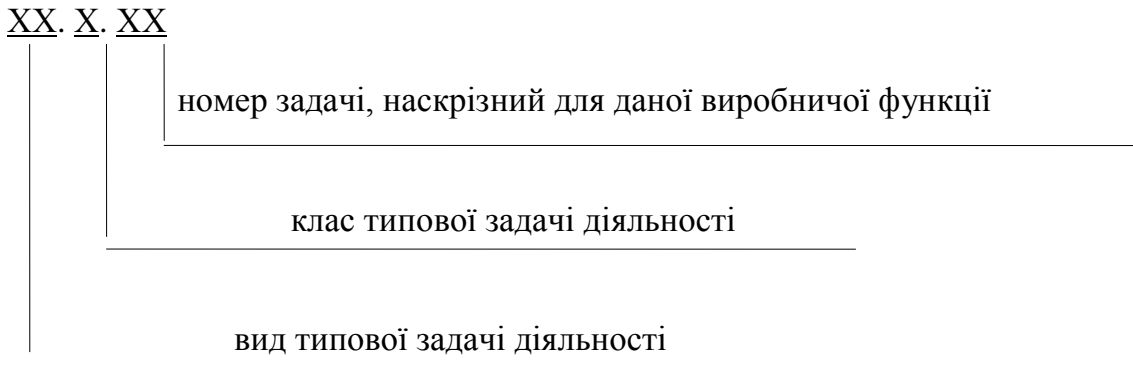 ХХ. Х. ХХ
номер задачі, наскрізний для даної виробничої функції
клас типової задачі діяльності
вид типової задачі діяльності